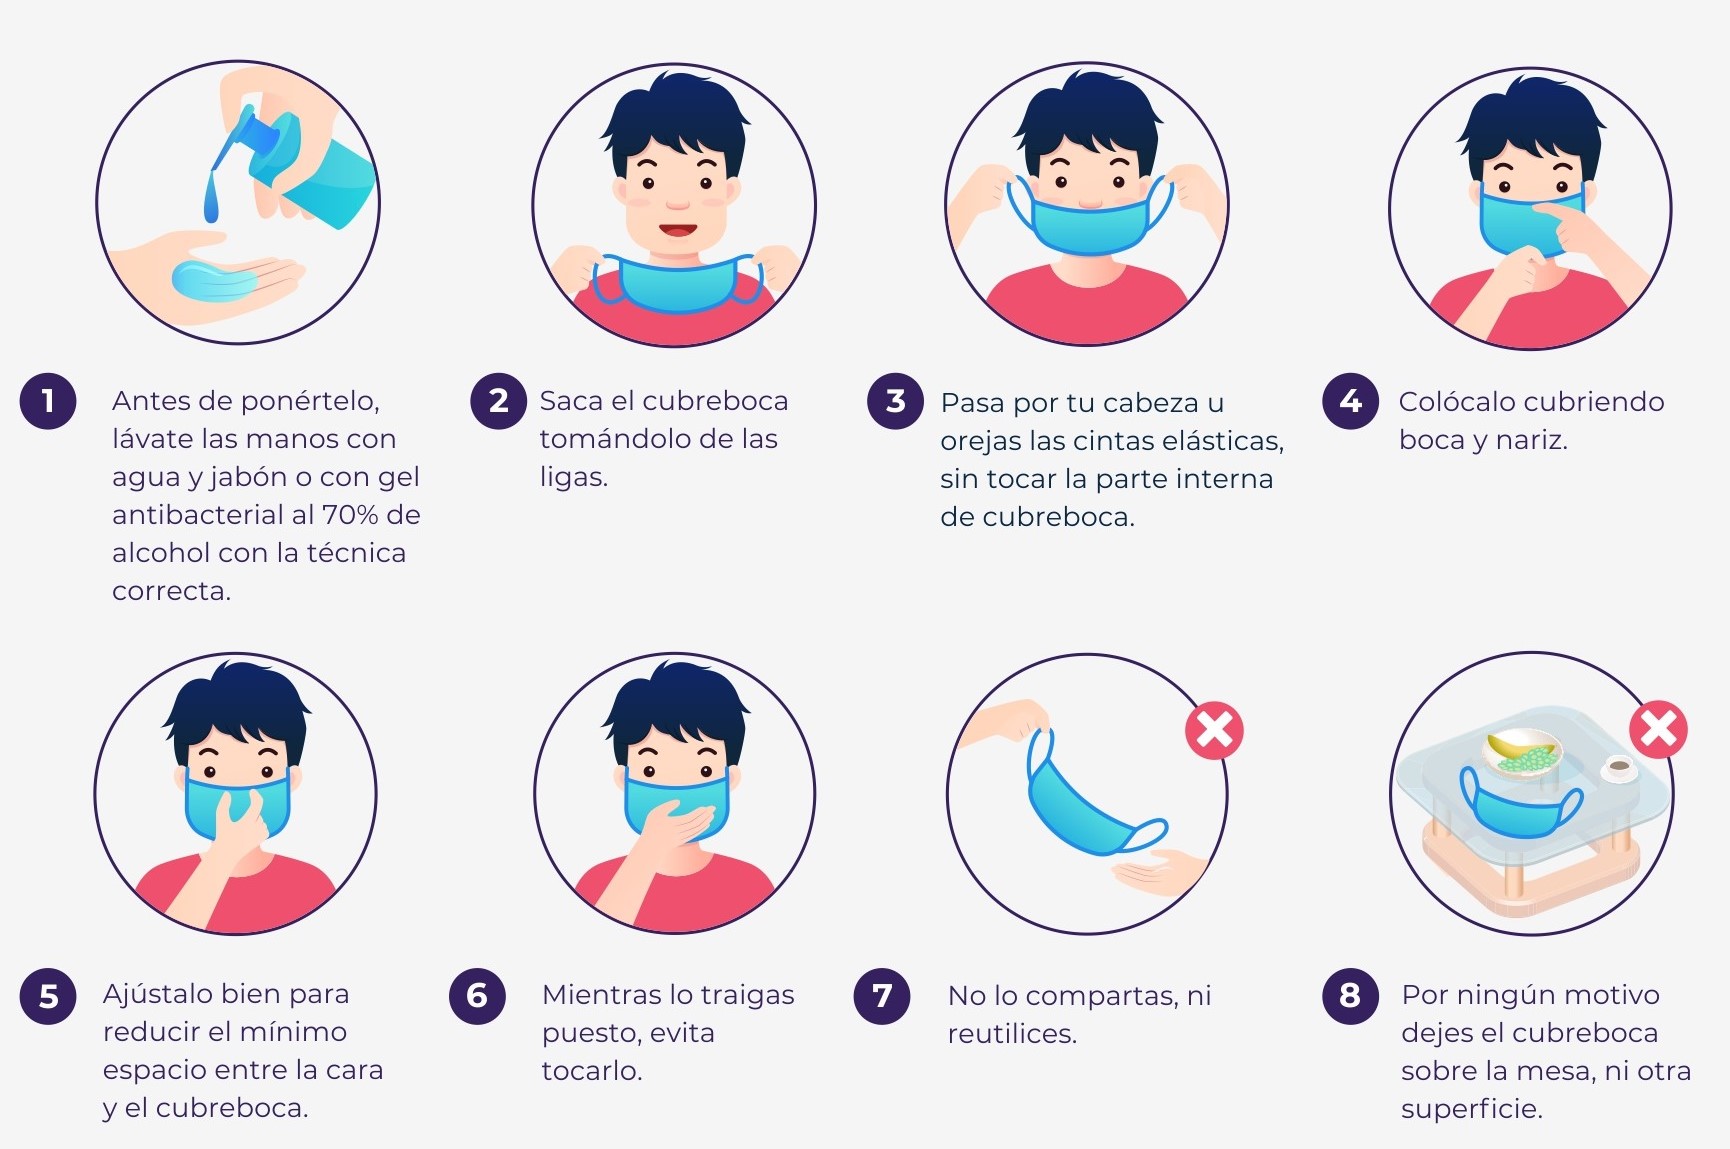 1
Antes de ponértelo,
lávate las manos con
agua y jabón o con gel
antibacterial al 70% de
alcohol con la técnica
correcta.
2
Saca el cubreboca
tomándolo de las
ligas.
3
Pasa por tu cabeza u
orejas las cintas elásticas,
sin tocar la parte interna
de cubreboca.
4
Colócalo cubriendo
boca y nariz.
5
Ajústalo bien para
reducir el mínimo
espacio entre la cara
y el cubreboca.
6
Mientras lo traigas
puesto, evita
tocarlo.
7
No lo compartas, ni
reutilices.
8
Por ningún motivo
dejes el cubreboca
sobre la mesa, ni otra
superficie.